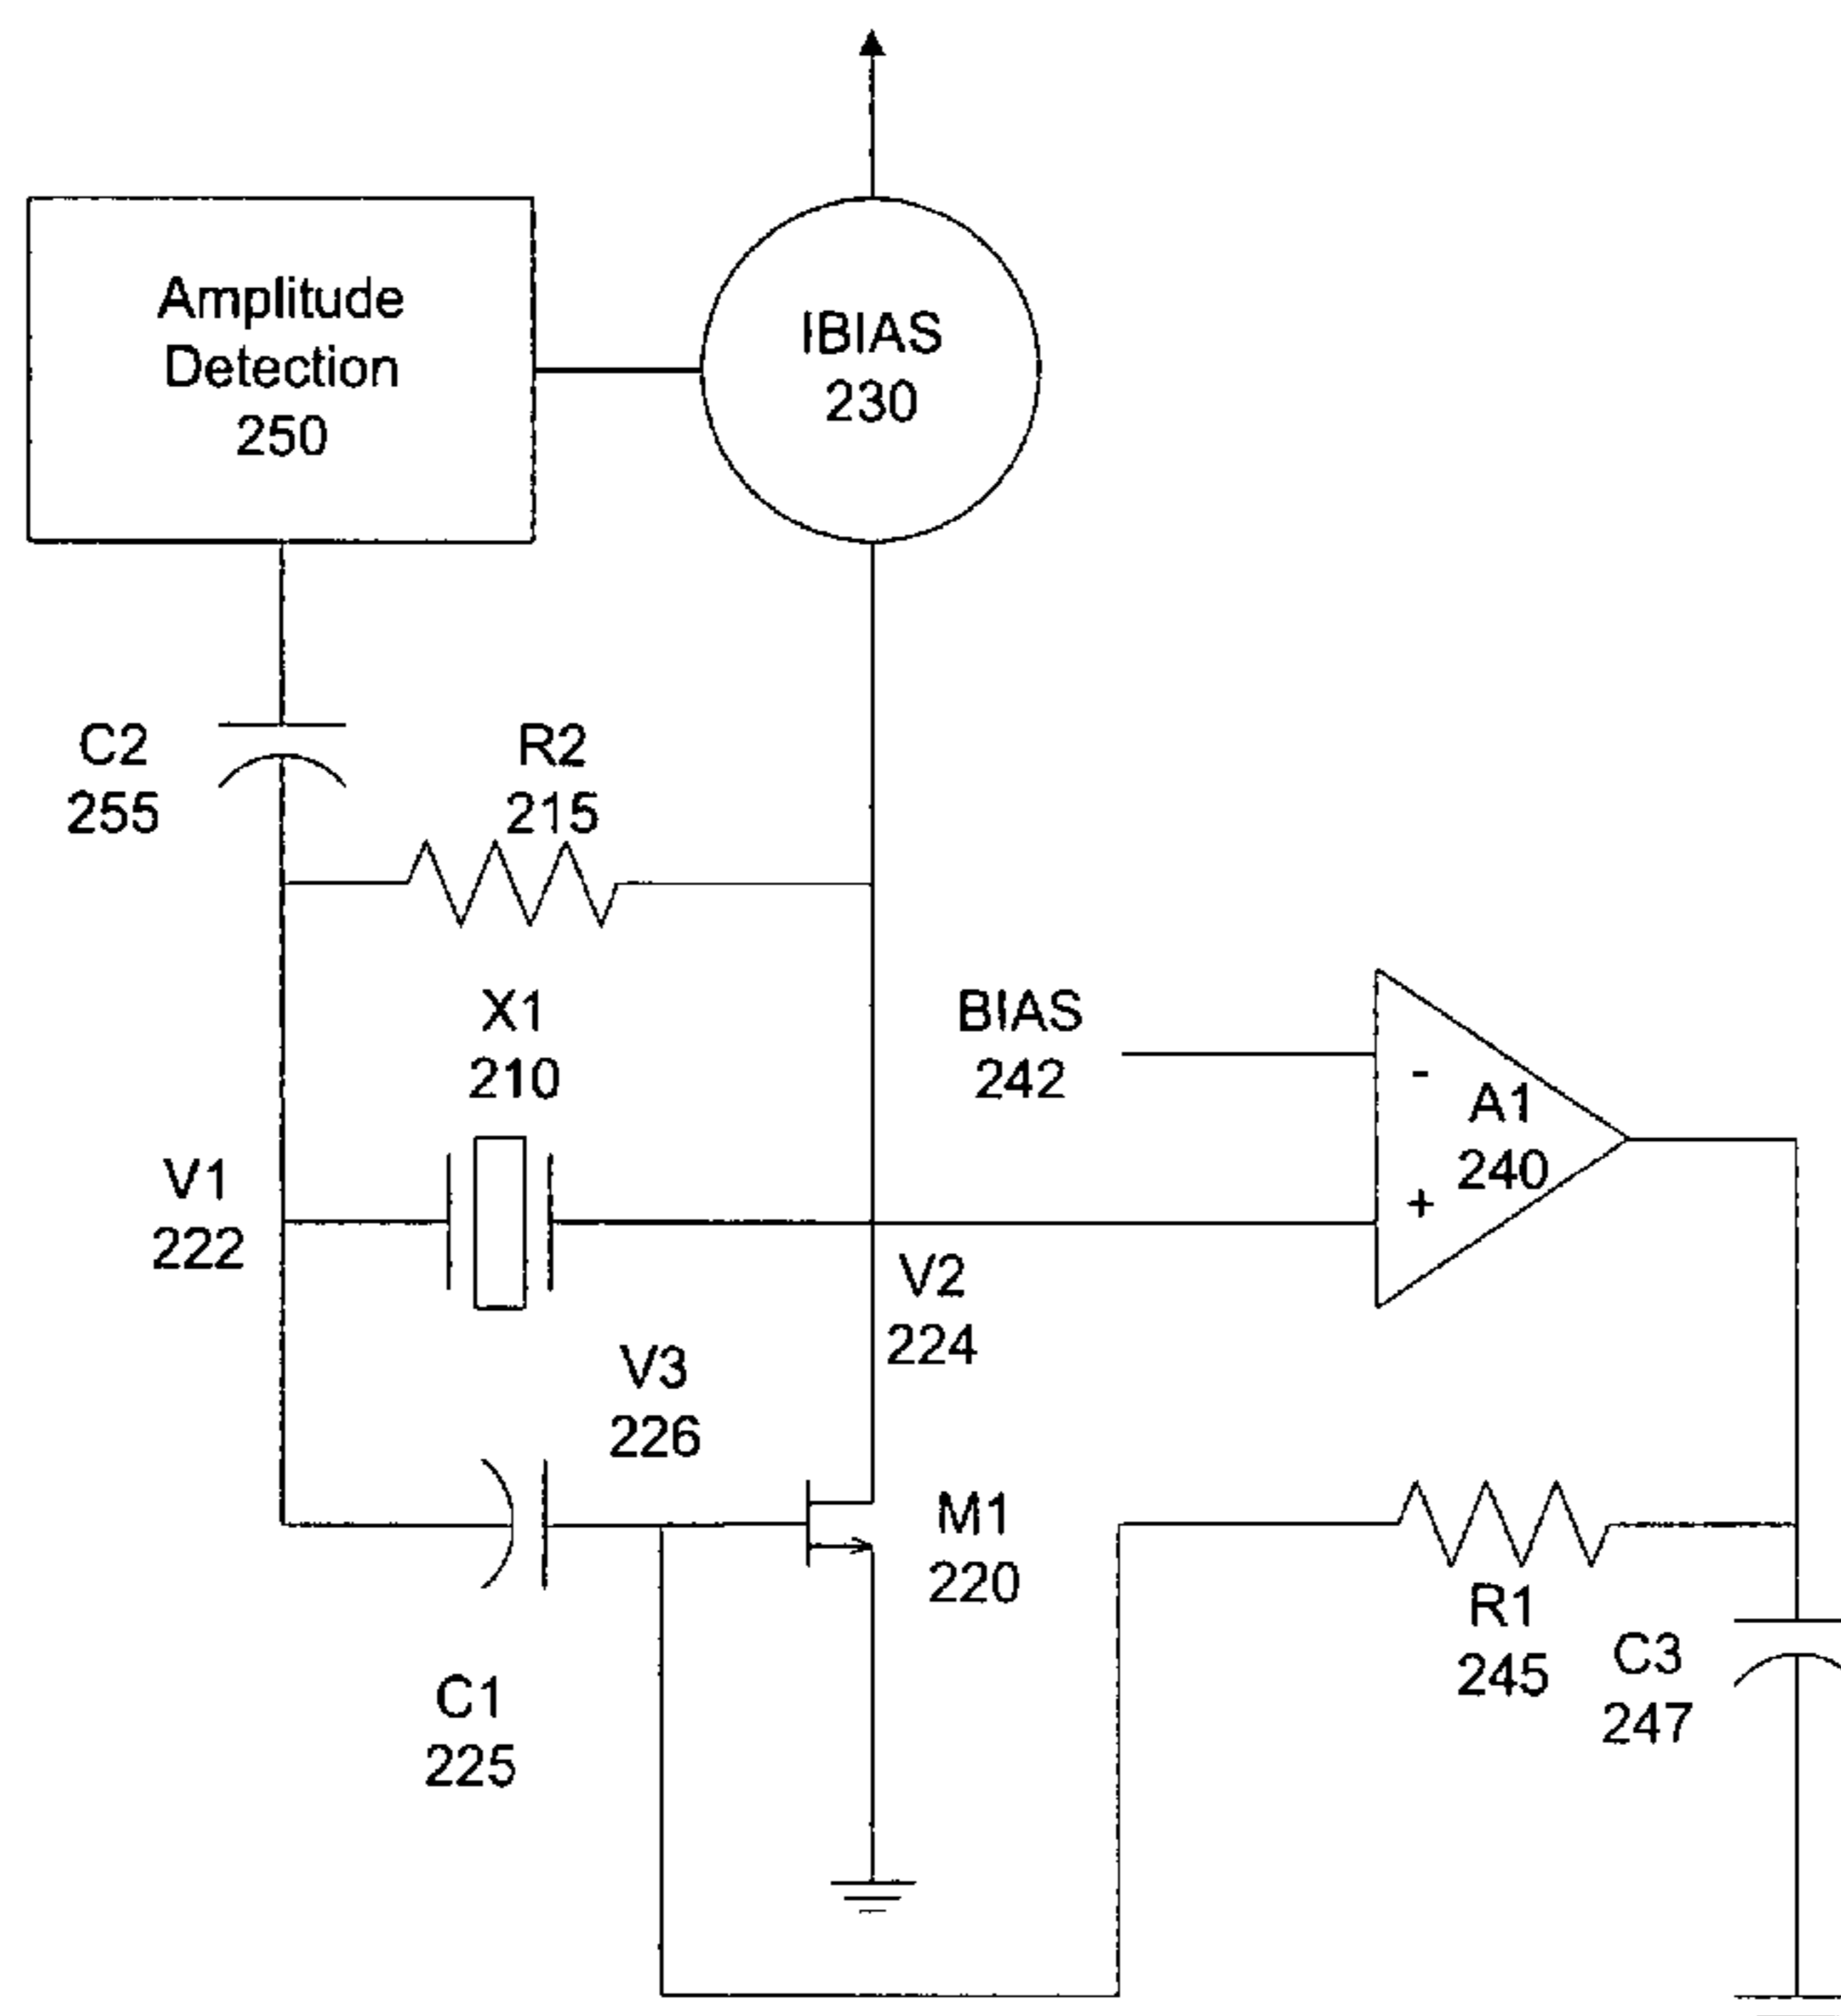 Amplitude
Detection
250
IBIAS
230
C2
255
R2
215
X1
210
BIAS
242
-
A1
240
+
V1
222
V2
224
V3
226
M1
220
R1
245
C3
247
C1
225